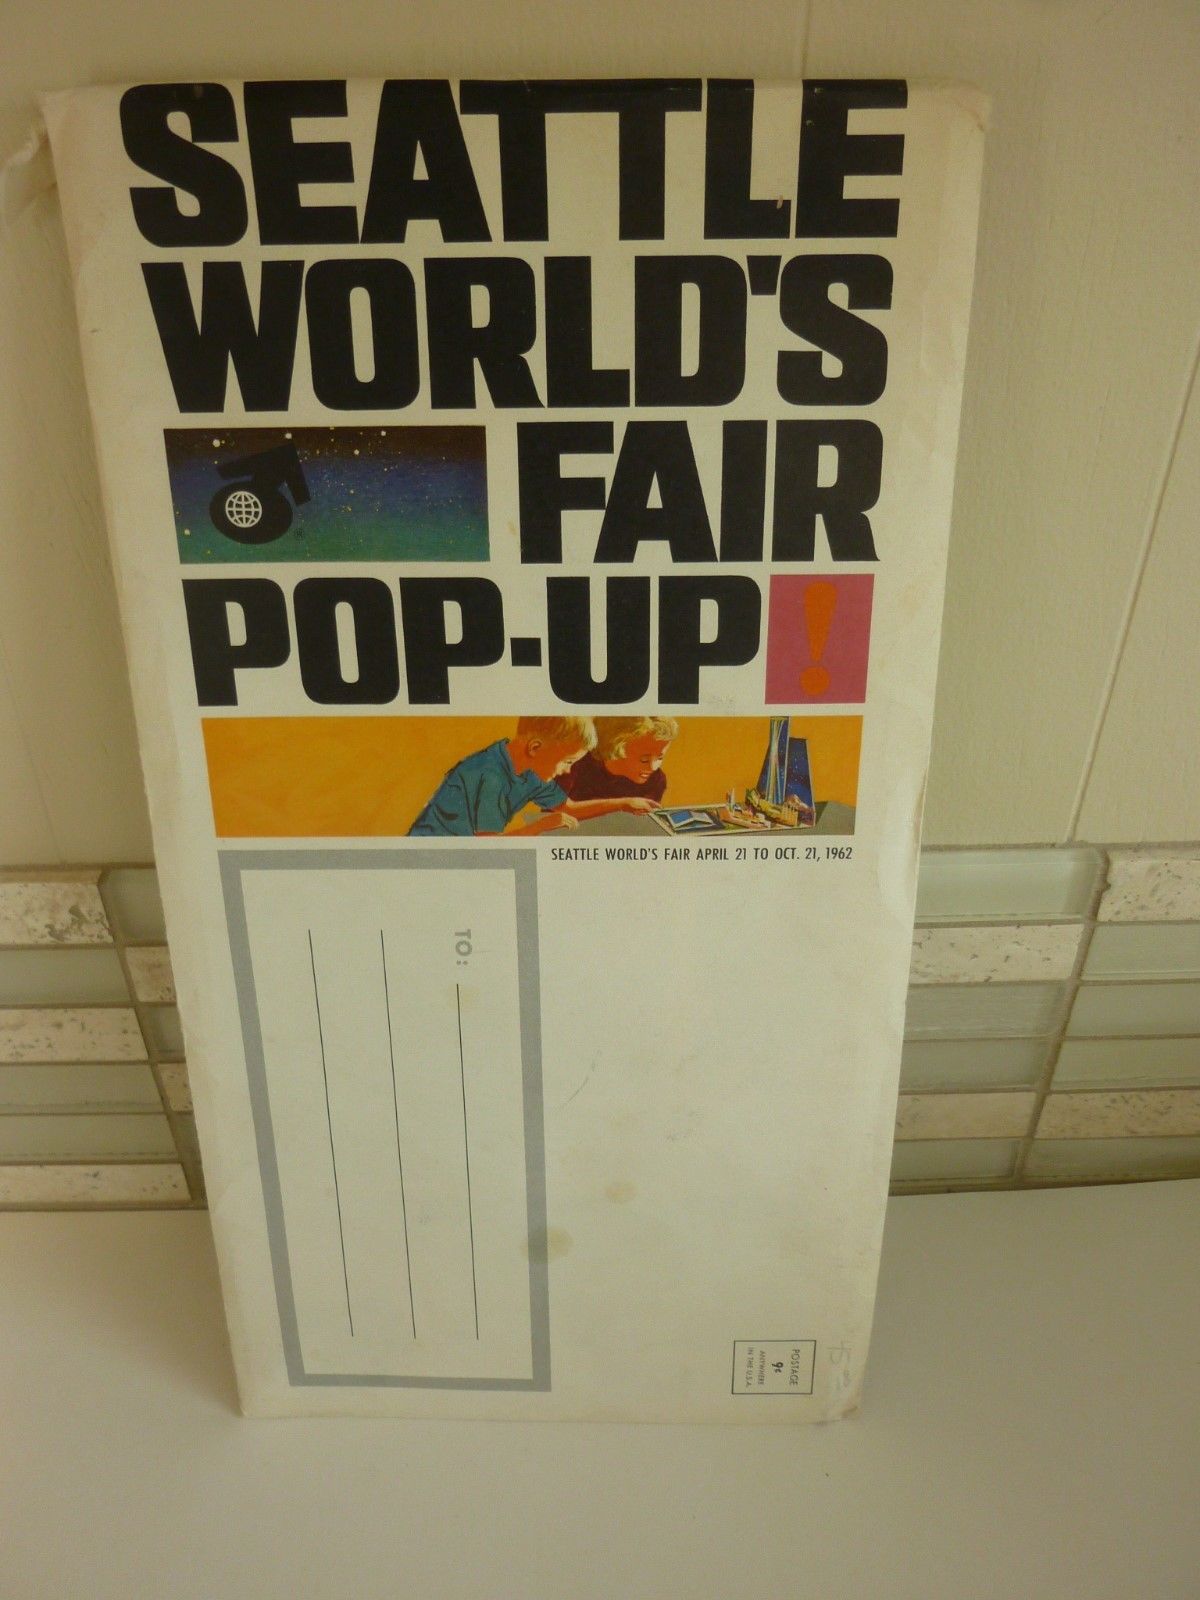 SEATTLE
WORLD'S
FAIR
®
POP-UP!
SEATTLE WORLD'S FAIR APRIL 21 TO OCT. 21, 1962
TO:
POSTAGE
9¢
ANYWHERE
IN THE U.S.A.